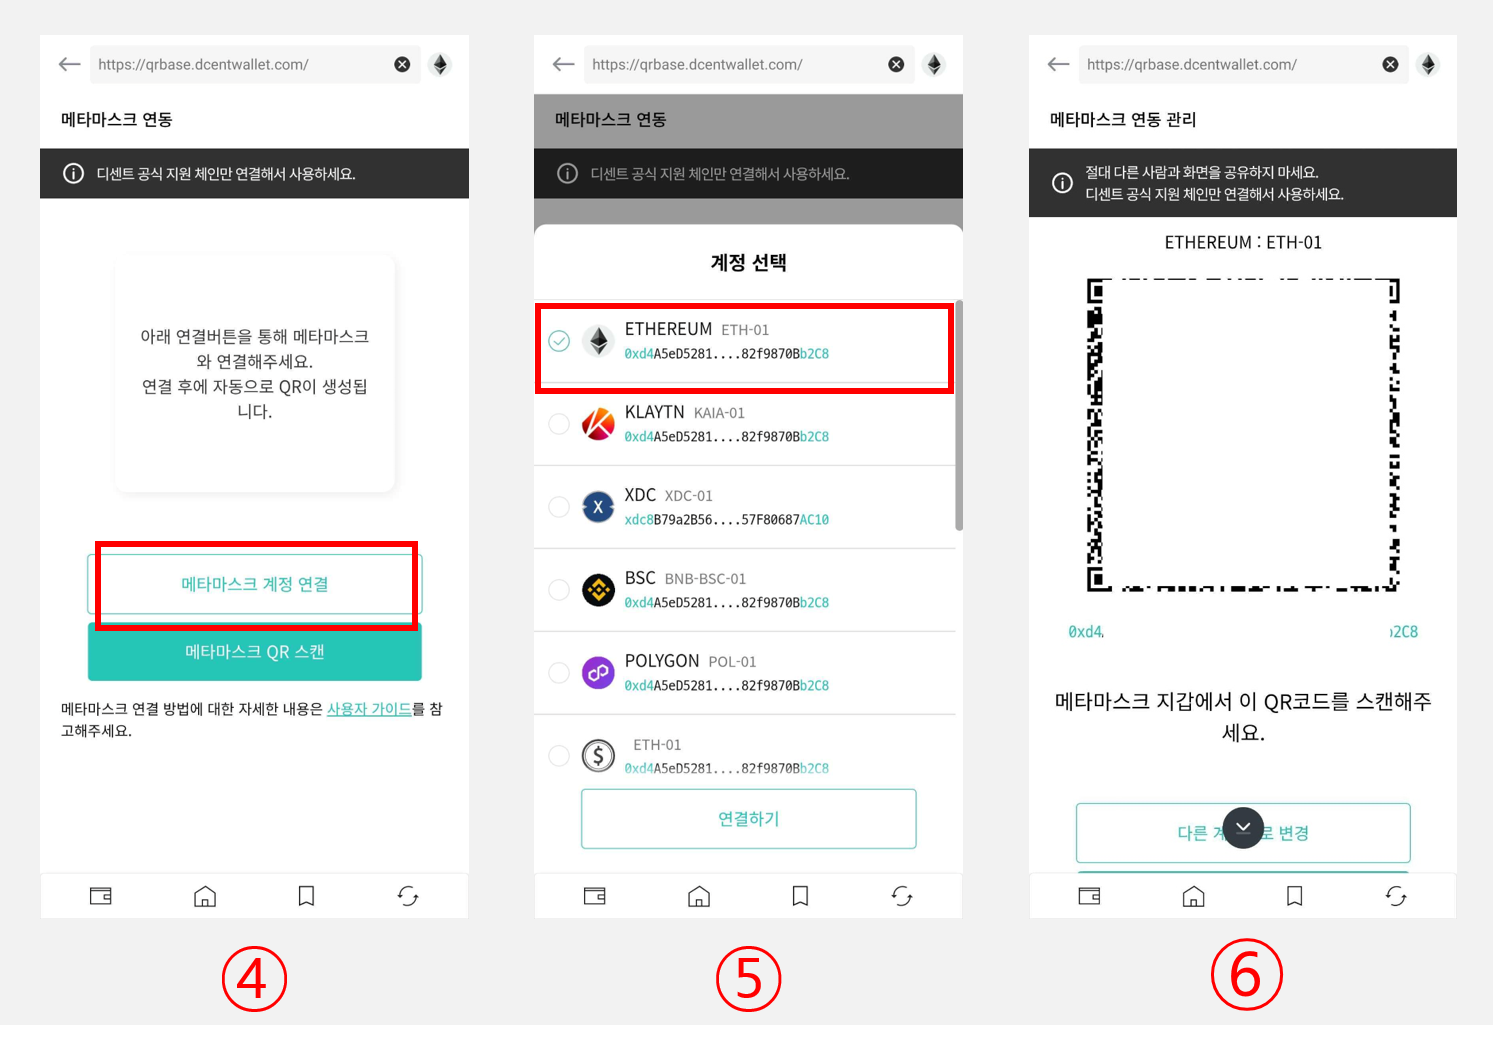 https://qrbase.dcentwallet.com/
메타마스크 연동
디센트 공식 지원 체인만 연결해서 사용하세요.
아래 연결버튼을 통해 메타마스크
와 연결해주세요.
연결 후에 자동으로 QR이 생성됩
니다.
메타마스크 계정 연결
메타마스크 QR 스캔
메타마스크 연결 방법에 대한 자세한 내용은 사용자 가이드를 참
고해주세요.
④
https://qrbase.dcentwallet.com/
메타마스크 연동
디센트 공식 지원 체인만 연결해서 사용하세요.
계정 선택
ETHEREUM ETH-01
0xd4A5eD5281....82f9870Bb2C8
KLAYTN KAIA-01
0xd4A5eD5281....82f9870Bb2C8
XDC XDC-01
xdc8B79a2B56....57F80687AC10
BSC BNB-BSC-01
0xd4A5eD5281....82f9870Bb2C8
POLYGON POL-01
0xd4A5eD5281....82f9870Bb2C8
ETH-01
0xd4A5eD5281....82f9870Bb2C8
연결하기
⑤
https://qrbase.dcentwallet.com/
메타마스크 연동 관리
절대 다른 사람과 화면을 공유하지 마세요.
디센트 공식 지원 체인만 연결해서 사용하세요.
ETHEREUM : ETH-01
0xd4 b2C8
메타마스크 지갑에서 이 QR코드를 스캔해주
세요.
다른 로 변경
⑥